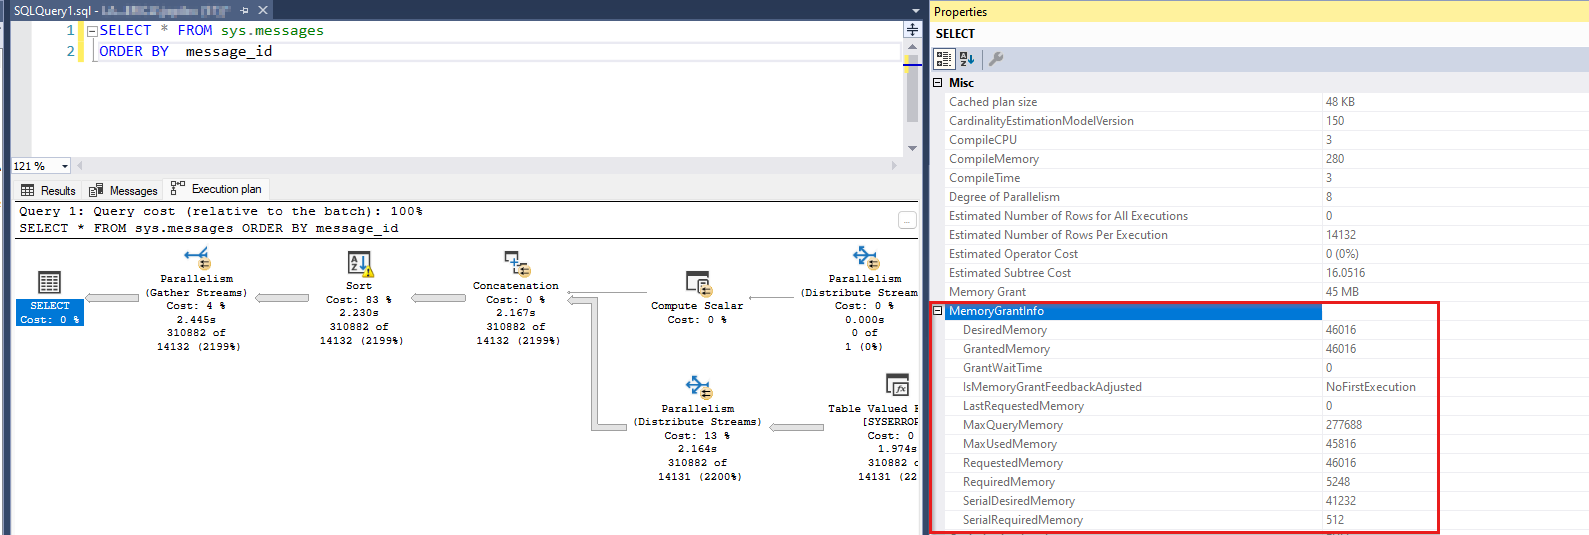 SQLQuery1.sql -
Properties
SELECT
1 SELECT * FROM sys.messages
2 ORDER BY message_id
121 %
Results Messages Execution plan
Query 1: Query cost (relative to the batch): 100%
SELECT * FROM sys.messages ORDER BY message_id
SELECT
Cost: 0 %
Parallelism
(Gather Streams)
Cost: 4 %
2.445s
310882 of
14132 (2199%)
Sort
Cost: 83 %
2.230s
310882 of
14132 (2199%)
Concatenation
Cost: 0 %
2.167s
310882 of
14132 (2199%)
Compute Scalar
Cost: 0 %
Parallelism
(Distribute Stream
Cost: 0 %
0.000s
0 of
1 (0%)
Parallelism
(Distribute Streams)
Cost: 13 %
2.164s
310882 of
14131 (2200%)
Table Valued F
[SYSERROR
Cost: 0
1.974s
310882 of
14131 (22
Misc
Cached plan size 48 KB
CardinalityEstimationModelVersion 150
CompileCPU 3
CompileMemory 280
CompileTime 3
Degree of Parallelism 8
Estimated Number of Rows for All Executions 0
Estimated Number of Rows Per Execution 14132
Estimated Operator Cost 0 (0%)
Estimated Subtree Cost 16.0516
Memory Grant 45 MB
MemoryGrantInfo
DesiredMemory 46016
GrantedMemory 46016
GrantWaitTime 0
IsMemoryGrantFeedbackAdjusted NoFirstExecution
LastRequestedMemory 0
MaxQueryMemory 277688
MaxUsedMemory 45816
RequestedMemory 46016
RequiredMemory 5248
SerialDesiredMemory 41232
SerialRequiredMemory 512